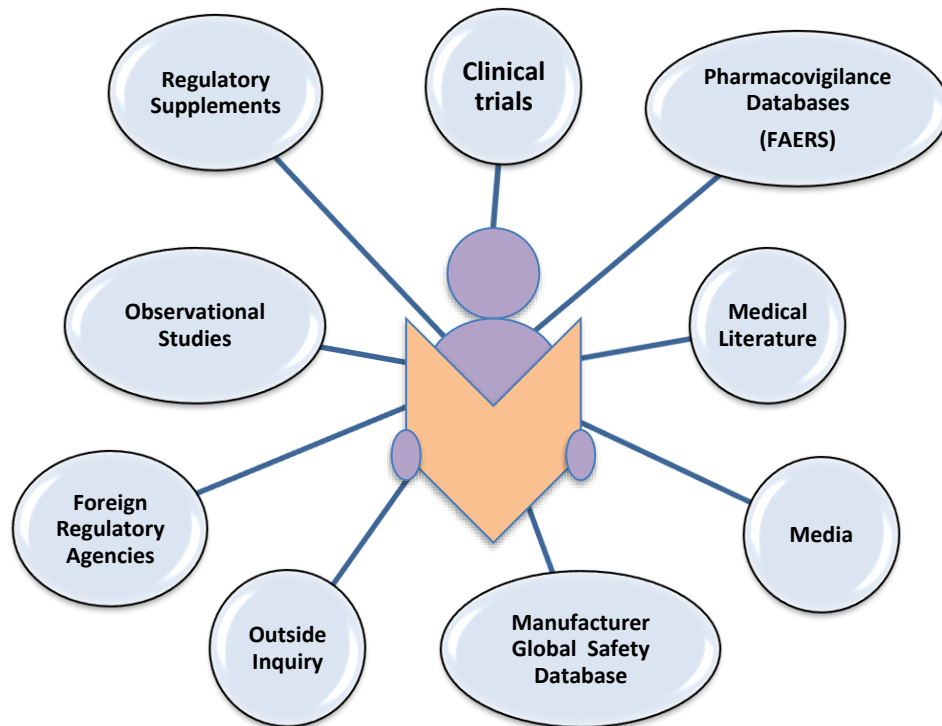 Regulatory
Supplements
Clinical
trials
Pharmacovigilance
Databases
(FAERS)
Observational
Studies
Medical
Literature
Foreign
Regulatory
Agencies
Media
Outside
Inquiry
Manufacturer
Global Safety
Database